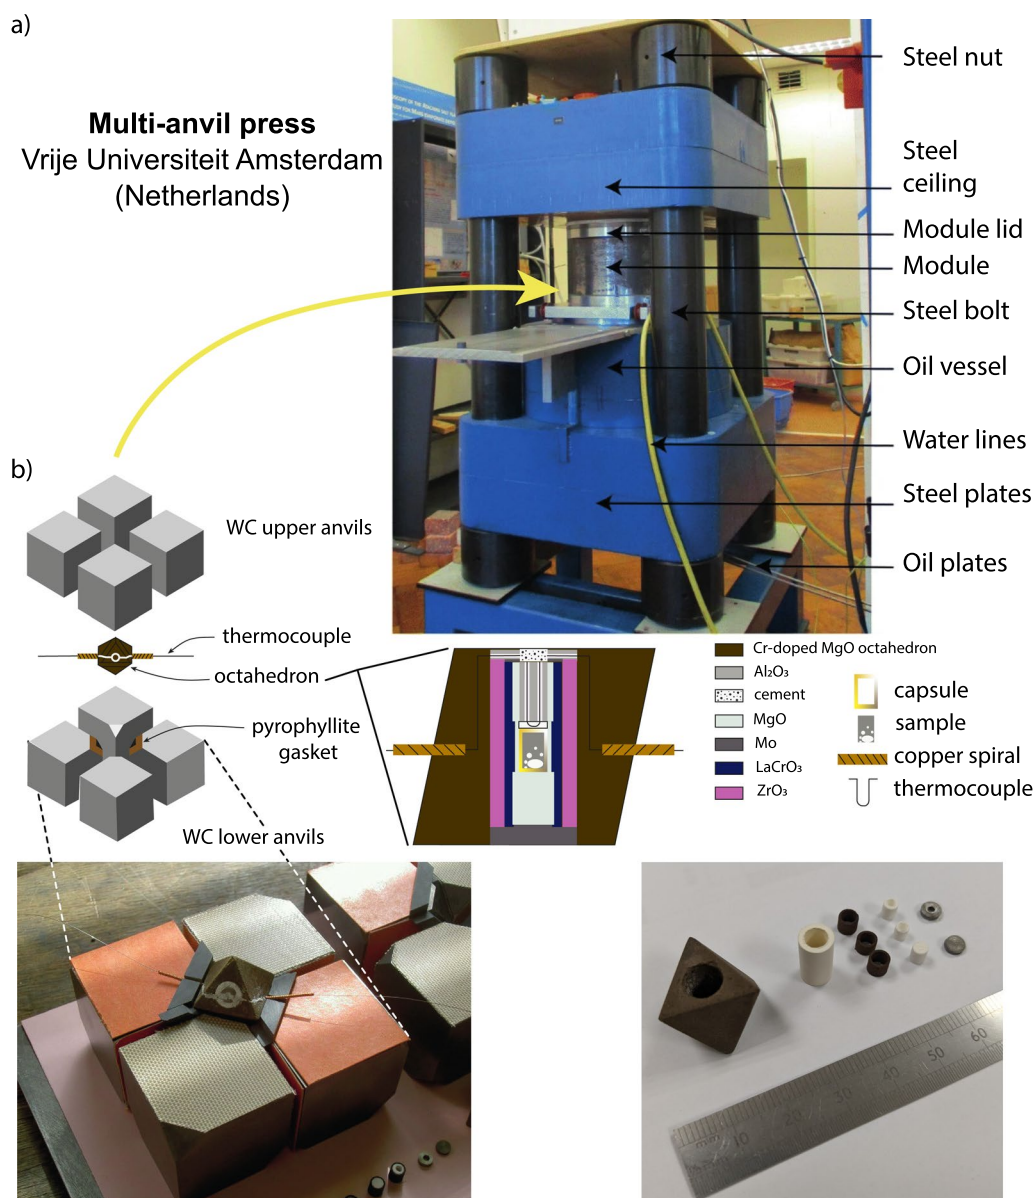 a)
Multi-anvil press
Vrije Universiteit Amsterdam
(Netherlands)
Steel nut
Steel
ceiling
Module lid
Module
Steel bolt
Oil vessel
Water lines
Steel plates
Oil plates
b)
WC upper anvils
thermocouple
octahedron
pyrophyllite
gasket
WC lower anvils
Cr-doped MgO octahedron
Al₂O₃
cement
MgO
Mo
LaCrO₃
ZrO₃
capsule
sample
copper spiral
thermocouple
10 20 30 40 50 60